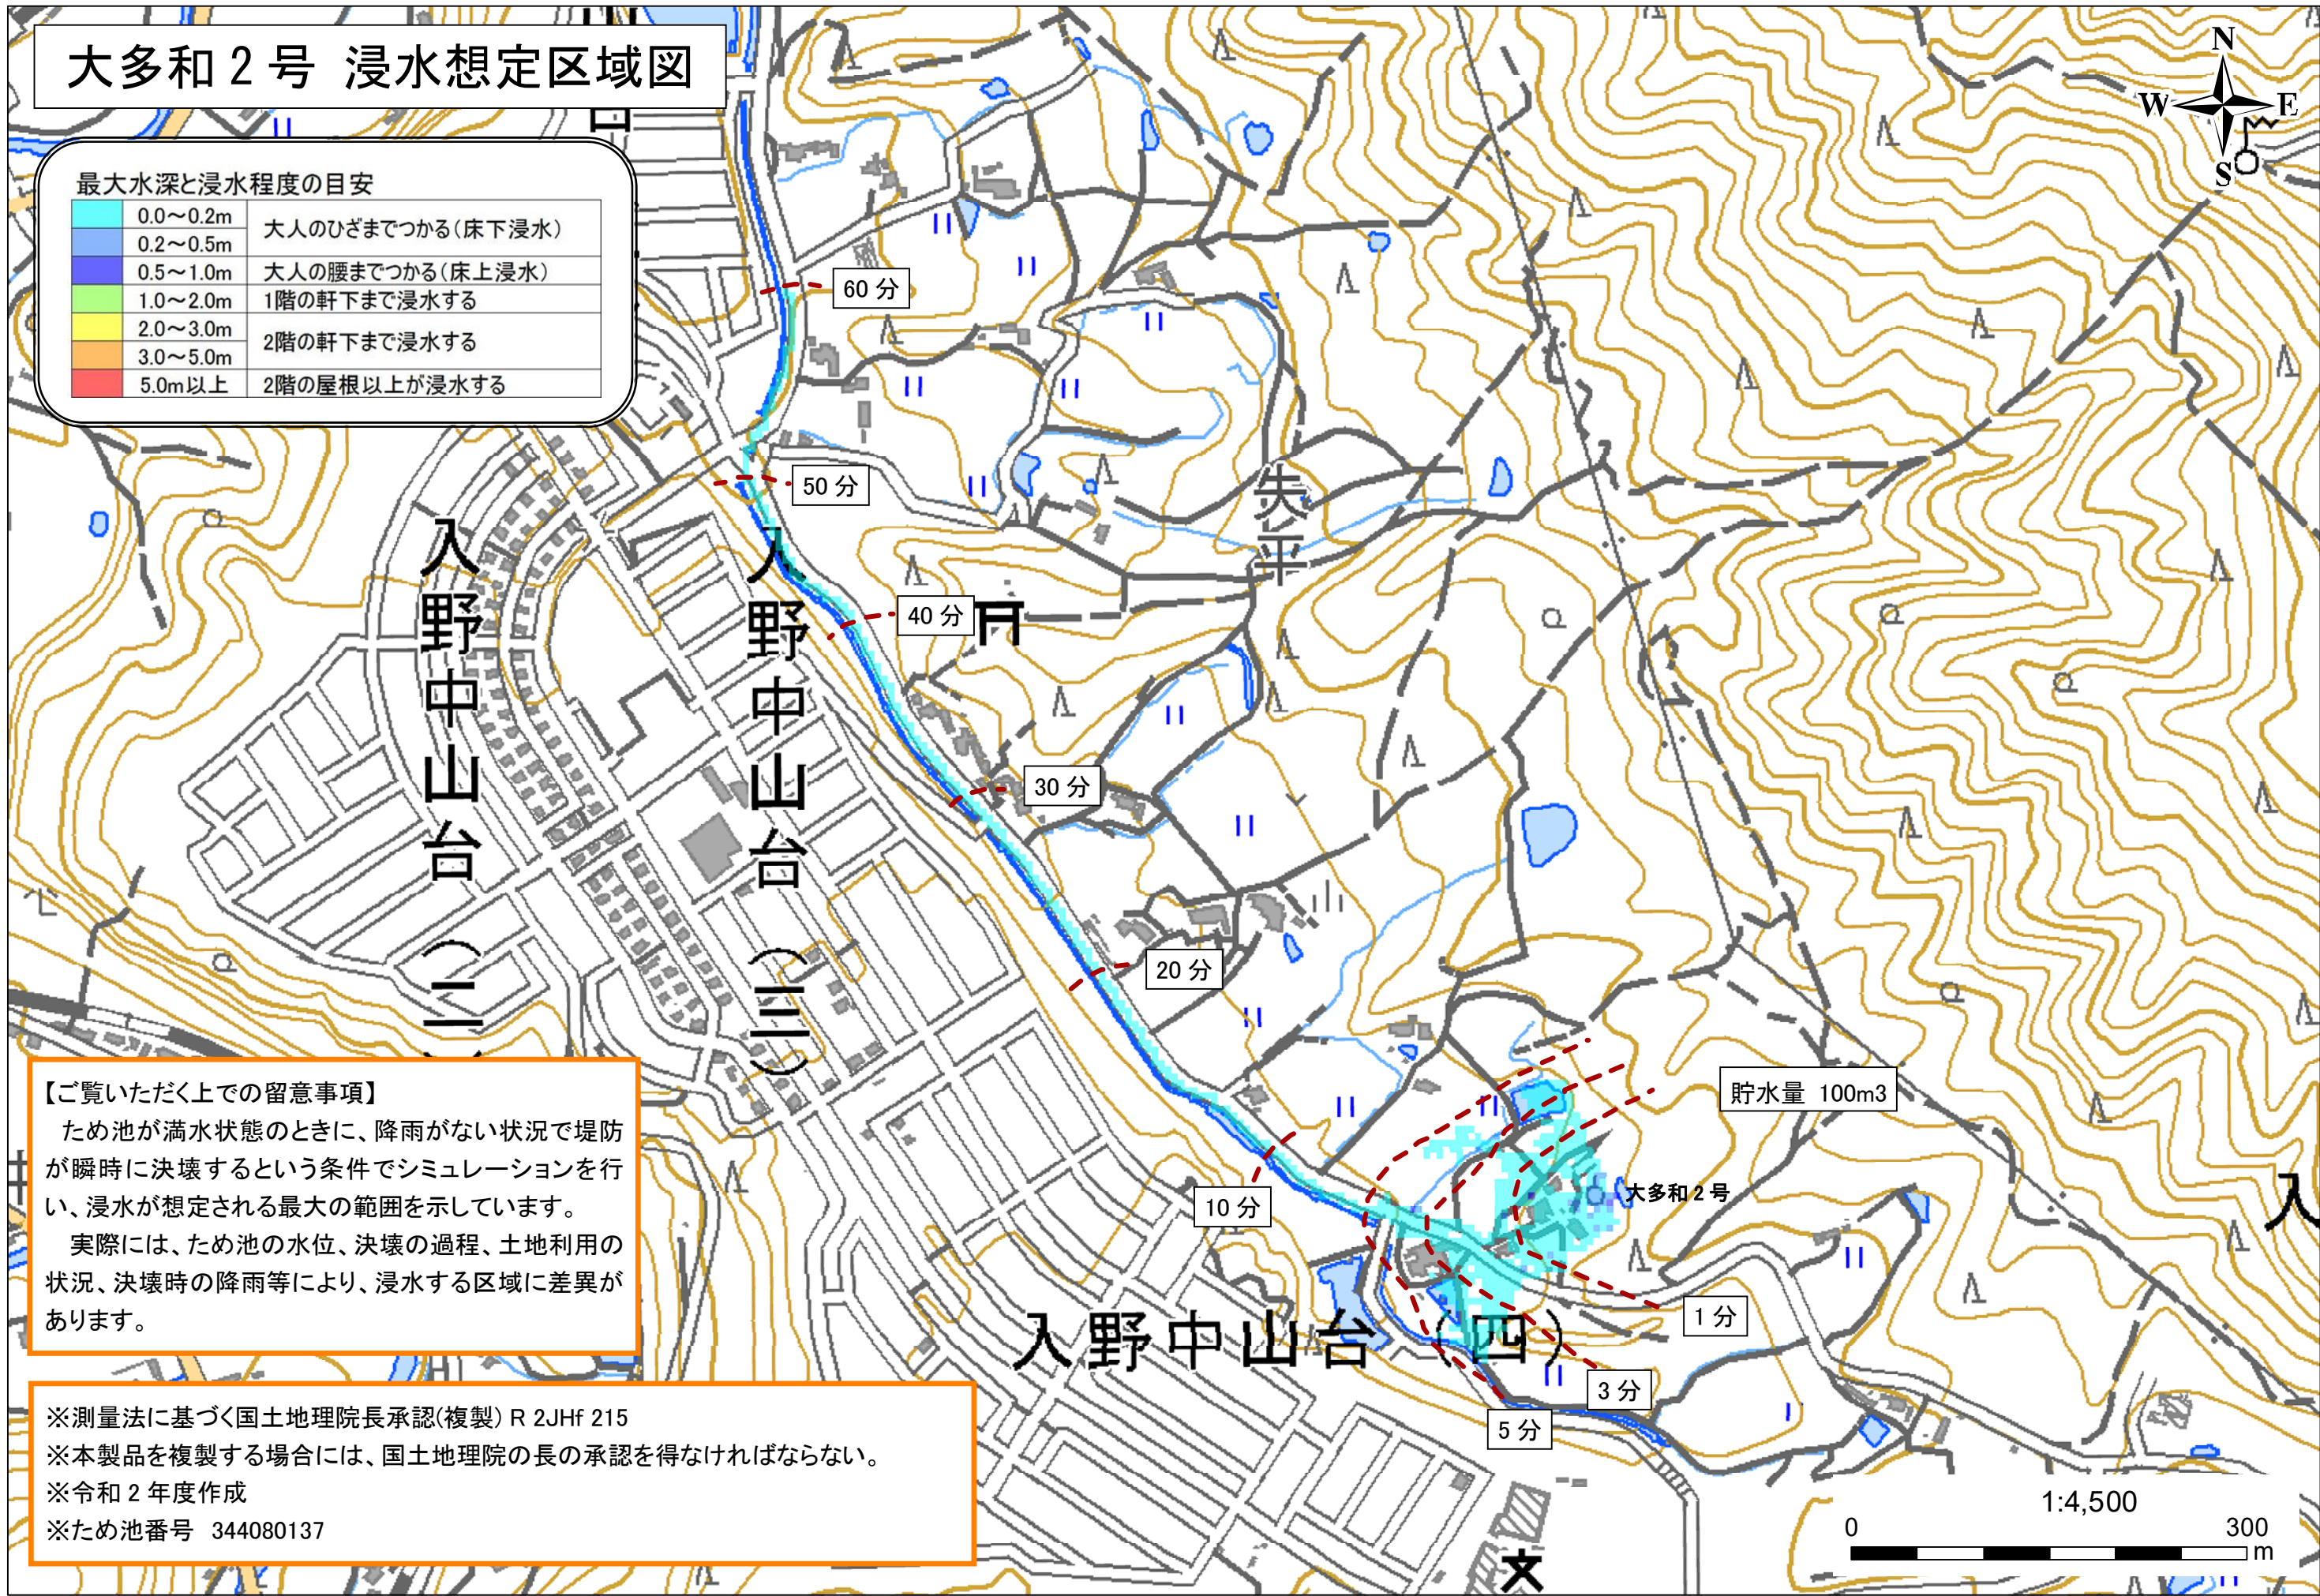 大多和２号 浸水想定区域図
N
W
E
S
最大水深と浸水程度の目安
0.0～0.2m
大人のひざまでつかる(床下浸水)
0.2～0.5m
0.5～1.0m 大人の腰までつかる(床上浸水)
1.0～2.0m 1階の軒下まで浸水する
2.0～3.0m
2階の軒下まで浸水する
3.0～5.0m
5.0m以上 2階の屋根以上が浸水する
60 分
50 分
40 分
30 分
20 分
10 分
5 分
3 分
1 分
矢平
入野中山台(二)
入野中山台(三)
入野中山台(四)
入
貯水量 100m3
大多和２号
【ご覧いただく上での留意事項】
ため池が満水状態のときに、降雨がない状況で堤防
が瞬時に決壊するという条件でシミュレーションを行
い、浸水が想定される最大の範囲を示しています。
実際には、ため池の水位、決壊の過程、土地利用の
状況、決壊時の降雨等により、浸水する区域に差異が
あります。
※測量法に基づく国土地理院長承認(複製) R 2JHf 215
※本製品を複製する場合には、国土地理院の長の承認を得なければならない。
※令和 2 年度作成
※ため池番号 344080137
1:4,500
0 300
m